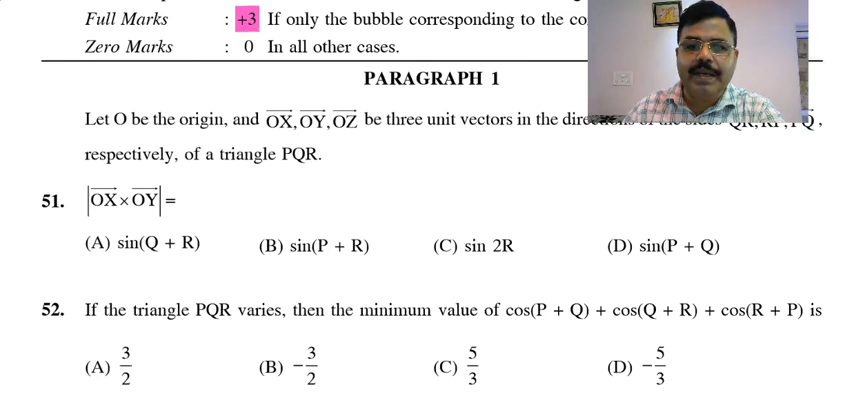 Full Marks : +3 If only the bubble corresponding to the co
Zero Marks : 0 In all other cases.
PARAGRAPH 1
Let O be the origin, and OX, OY, OZ be three unit vectors in the
respectively, of a triangle PQR.
51. |OX × OY| =
(A) sin(Q + R) (B) sin(P + R) (C) sin 2R (D) sin(P + Q)
52. If the triangle PQR varies, then the minimum value of cos(P + Q) + cos(Q + R) + cos(R + P) is
(A) 3/2 (B) -3/2 (C) 5/3 (D) -5/3